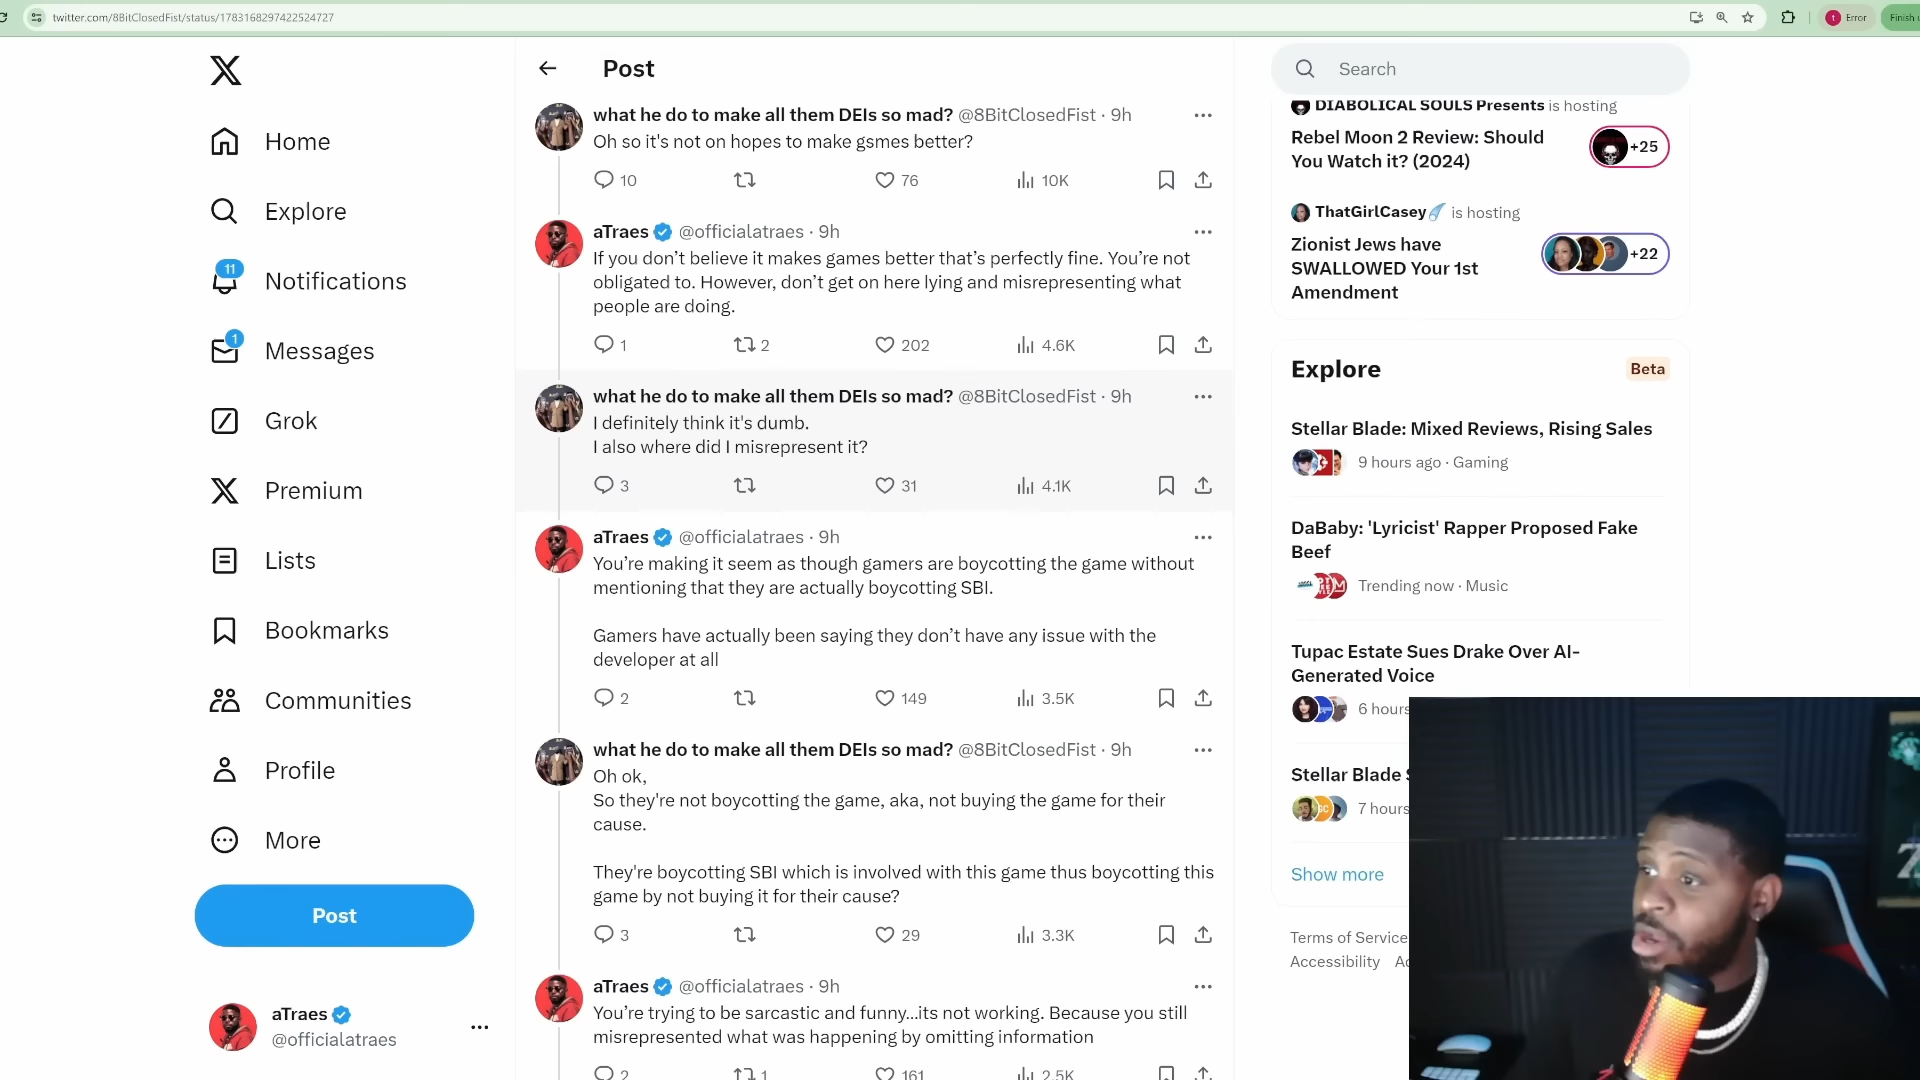 twitter.com/8BitClosedFist/status/1783168297422524727
Error
Finish
Home
Explore
11
Notifications
1
Messages
Grok
Premium
Lists
Bookmarks
Communities
Profile
More
Post
aTraes
@officialatraes
Post
what he do to make all them DEIs so mad? @8BitClosedFist · 9h
Oh so it's not on hopes to make gsmes better?
10 76 10K
aTraes @officialatraes · 9h
If you don’t believe it makes games better that’s perfectly fine. You’re not
obligated to. However, don’t get on here lying and misrepresenting what
people are doing.
1 2 202 4.6K
what he do to make all them DEIs so mad? @8BitClosedFist · 9h
I definitely think it's dumb.
I also where did I misrepresent it?
3 31 4.1K
aTraes @officialatraes · 9h
You’re making it seem as though gamers are boycotting the game without
mentioning that they are actually boycotting SBI.
Gamers have actually been saying they don’t have any issue with the
developer at all
2 149 3.5K
what he do to make all them DEIs so mad? @8BitClosedFist · 9h
Oh ok,
So they're not boycotting the game, aka, not buying the game for their
cause.
They're boycotting SBI which is involved with this game thus boycotting this
game by not buying it for their cause?
3 29 3.3K
aTraes @officialatraes · 9h
You’re trying to be sarcastic and funny...its not working. Because you still
misrepresented what was happening by omitting information
2 1 161 2.5K
Search
DIABOLICAL SOULS Presents is hosting
Rebel Moon 2 Review: Should
You Watch it? (2024)
+25
ThatGirlCasey is hosting
Zionist Jews have
SWALLOWED Your 1st
Amendment
+22
Explore
Beta
Stellar Blade: Mixed Reviews, Rising Sales
9 hours ago · Gaming
DaBaby: 'Lyricist' Rapper Proposed Fake
Beef
Trending now · Music
Tupac Estate Sues Drake Over AI-
Generated Voice
6 hours
Stellar Blade
7 hours
Show more
Terms of Service
Accessibility